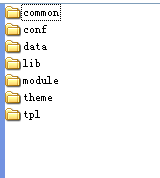 common
conf
data
lib
module
theme
tpl